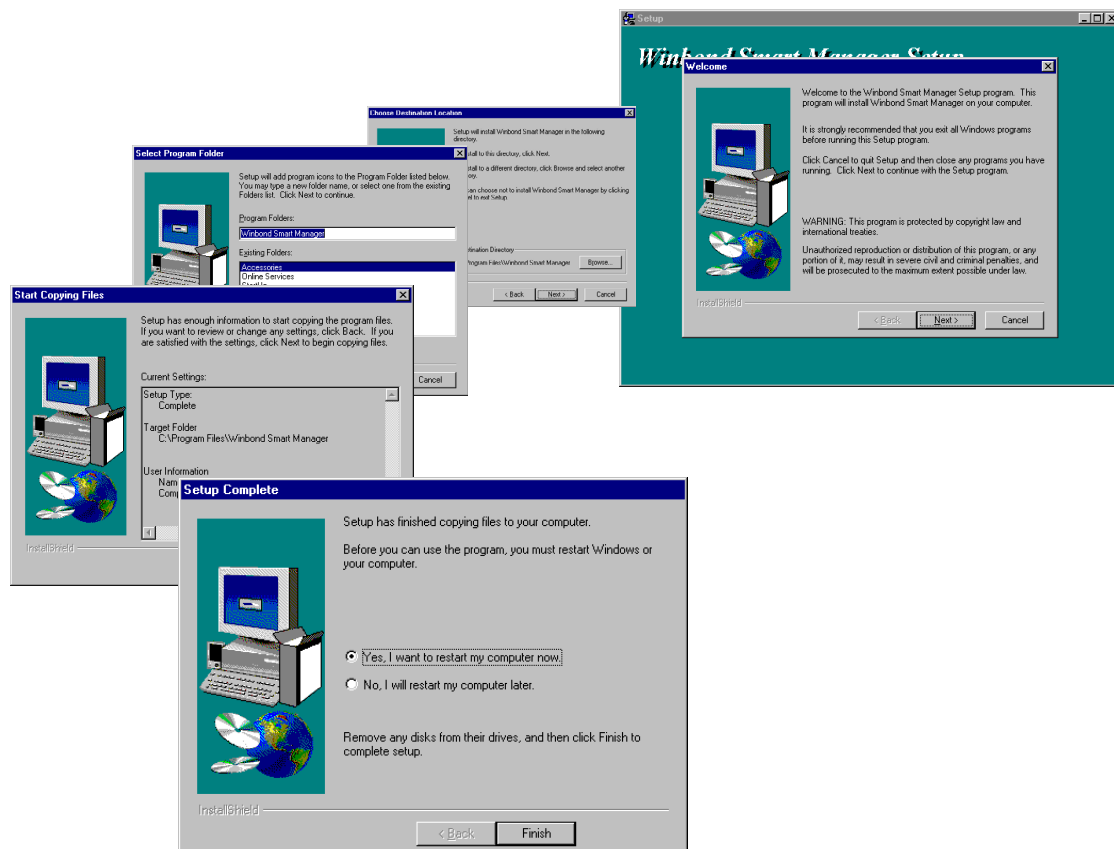 Setup
Winbond Smart Manager Setup
Welcome
Welcome to the Winbond Smart Manager Setup program. This
program will install Winbond Smart Manager on your computer.
It is strongly recommended that you exit all Windows programs
before running this Setup program.
Click Cancel to quit Setup and then close any programs you have
running. Click Next to continue with the Setup program.
WARNING: This program is protected by copyright law and
international treaties.
Unauthorized reproduction or distribution of this program, or any
portion of it, may result in severe civil and criminal penalties, and
will be prosecuted to the maximum extent possible under law.
InstallShield
< Back Next > Cancel
Choose Destination Location
Setup will install Winbond Smart Manager in the following
directory.
stall to this directory, click Next.
stall to a different directory, click Browse and select another
ory.
can choose not to install Winbond Smart Manager by clicking
el to exit Setup.
stination Directory
Program Files\Winbond Smart Manager Browse...
< Back Next > Cancel
Select Program Folder
Setup will add program icons to the Program Folder listed below.
You may type a new folder name, or select one from the existing
Folders list. Click Next to continue.
Program Folders:
Winbond Smart Manager
Existing Folders:
Accessories
Online Services
StartUp
Cancel
Start Copying Files
Setup has enough information to start copying the program files.
If you want to review or change any settings, click Back. If you
are satisfied with the settings, click Next to begin copying files.
Current Settings:
Setup Type:
Complete
Target Folder
C:\Program Files\Winbond Smart Manager
User Information
Nam
Comp
InstallShield
Setup Complete
Setup has finished copying files to your computer.
Before you can use the program, you must restart Windows or
your computer.
Yes, I want to restart my computer now.
No, I will restart my computer later.
Remove any disks from their drives, and then click Finish to
complete setup.
InstallShield
< Back Finish